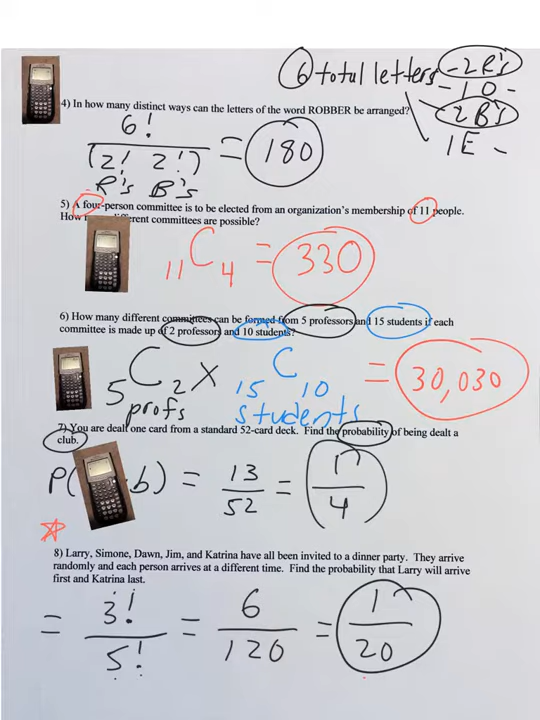 6 total letters - 2 R's
- 1 O -
2 B's
1 E -
4) In how many distinct ways can the letters of the word ROBBER be arranged?
6! / (2! 2!) = 180
R's B's
5) A four-person committee is to be elected from an organization's membership of 11 people.
How different committees are possible?
11C4 = 330
6) How many different committees can be formed from 5 professors and 15 students if each
committee is made up of 2 professors and 10 students?
5C2 x 15C10 = 30,030
profs students
7) You are dealt one card from a standard 52-card deck. Find the probability of being dealt a
club.
P( b) = 13/52 = 1/4
8) Larry, Simone, Dawn, Jim, and Katrina have all been invited to a dinner party. They arrive
randomly and each person arrives at a different time. Find the probability that Larry will arrive
first and Katrina last.
= 3!/5! = 6/120 = 1/20